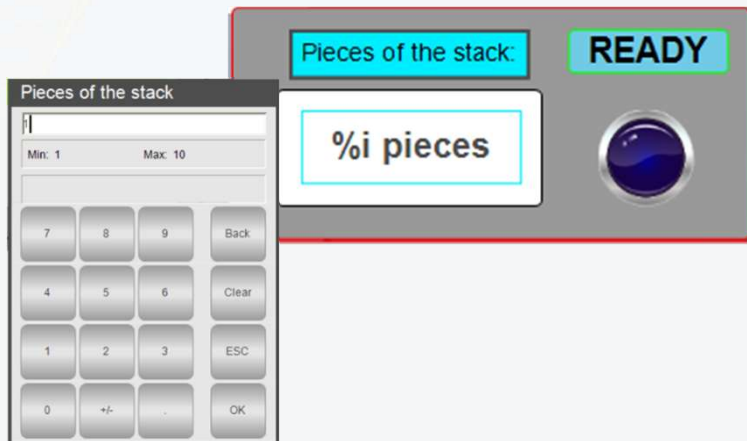 Pieces of the stack:
READY
%i pieces
Pieces of the stack
1
Min: 1 Max: 10
7 8 9 Back
4 5 6 Clear
1 2 3 ESC
0 +/- . OK